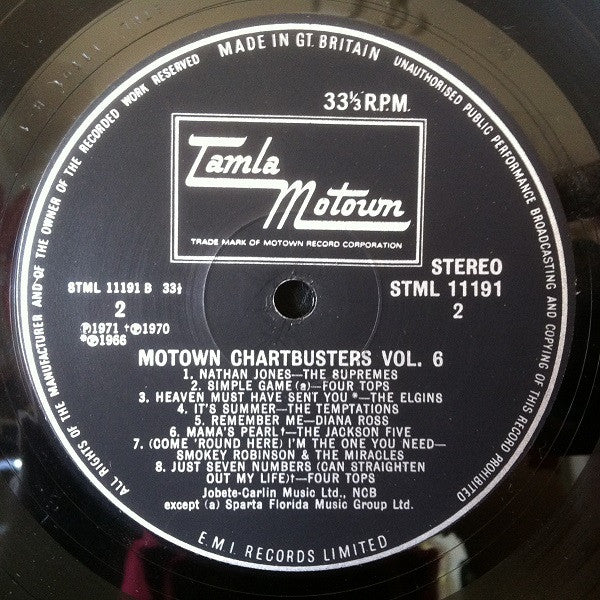 MADE IN GT. BRITAIN
UNAUTHORISED PUBLIC PERFORMANCE BROADCASTING AND COPYING OF THIS RECORD PROHIBITED
ALL RIGHTS OF THE MANUFACTURER AND OF THE OWNER OF THE RECORDED WORK RESERVED
33⅓ R.P.M.
Tamla
Motown
TRADE MARK OF MOTOWN RECORD CORPORATION
STML 11191 B 33⅓
2
Ⓟ1971 †Ⓟ1970
*Ⓟ1966
STEREO
STML 11191
2
MOTOWN CHARTBUSTERS VOL. 6
1. NATHAN JONES—THE SUPREMES
2. SIMPLE GAME (a)—FOUR TOPS
3. HEAVEN MUST HAVE SENT YOU *—THE ELGINS
4. IT'S SUMMER—THE TEMPTATIONS
5. REMEMBER ME—DIANA ROSS
6. MAMA'S PEARL†—THE JACKSON FIVE
7. (COME 'ROUND HERE) I'M THE ONE YOU NEED—
SMOKEY ROBINSON & THE MIRACLES
8. JUST SEVEN NUMBERS (CAN STRAIGHTEN
OUT MY LIFE)†—FOUR TOPS
Jobete-Carlin Music Ltd., NCB
except (a) Sparta Florida Music Group Ltd.
E.M.I. RECORDS LIMITED